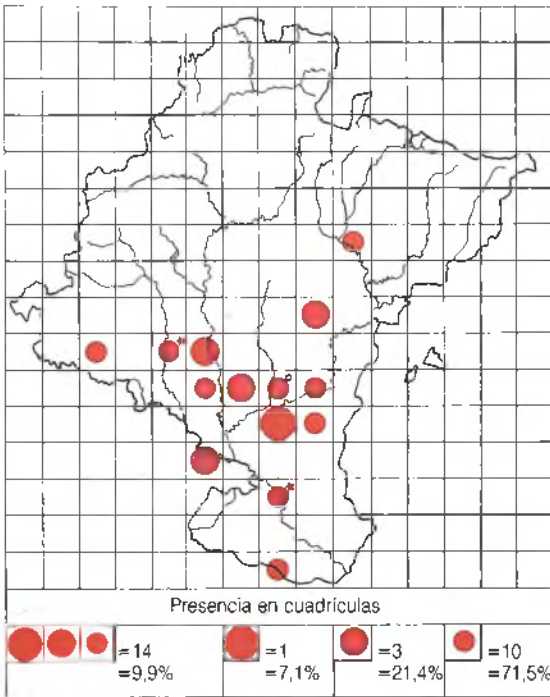 Presencia en cuadrículas
=14 =1 =3 =10
=9,9% =7,1% =21,4% =71,5%